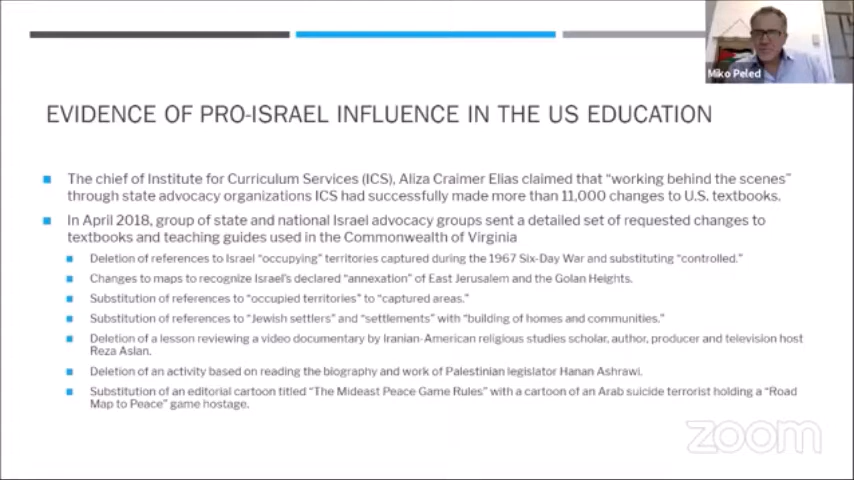 Miko Peled
EVIDENCE OF PRO-ISRAEL INFLUENCE IN THE US EDUCATION
The chief of Institute for Curriculum Services (ICS), Aliza Craimer Elias claimed that "working behind the scenes"
through state advocacy organizations ICS had successfully made more than 11,000 changes to U.S. textbooks.
In April 2018, group of state and national Israel advocacy groups sent a detailed set of requested changes to
textbooks and teaching guides used in the Commonwealth of Virginia
Deletion of references to Israel "occupying" territories captured during the 1967 Six-Day War and substituting "controlled."
Changes to maps to recognize Israel's declared "annexation" of East Jerusalem and the Golan Heights.
Substitution of references to "occupied territories" to "captured areas."
Substitution of references to "Jewish settlers" and "settlements" with "building of homes and communities."
Deletion of a lesson reviewing a video documentary by Iranian-American religious studies scholar, author, producer and television host
Reza Aslan.
Deletion of an activity based on reading the biography and work of Palestinian legislator Hanan Ashrawi.
Substitution of an editorial cartoon titled "The Mideast Peace Game Rules" with a cartoon of an Arab suicide terrorist holding a "Road
Map to Peace" game hostage.
zoom